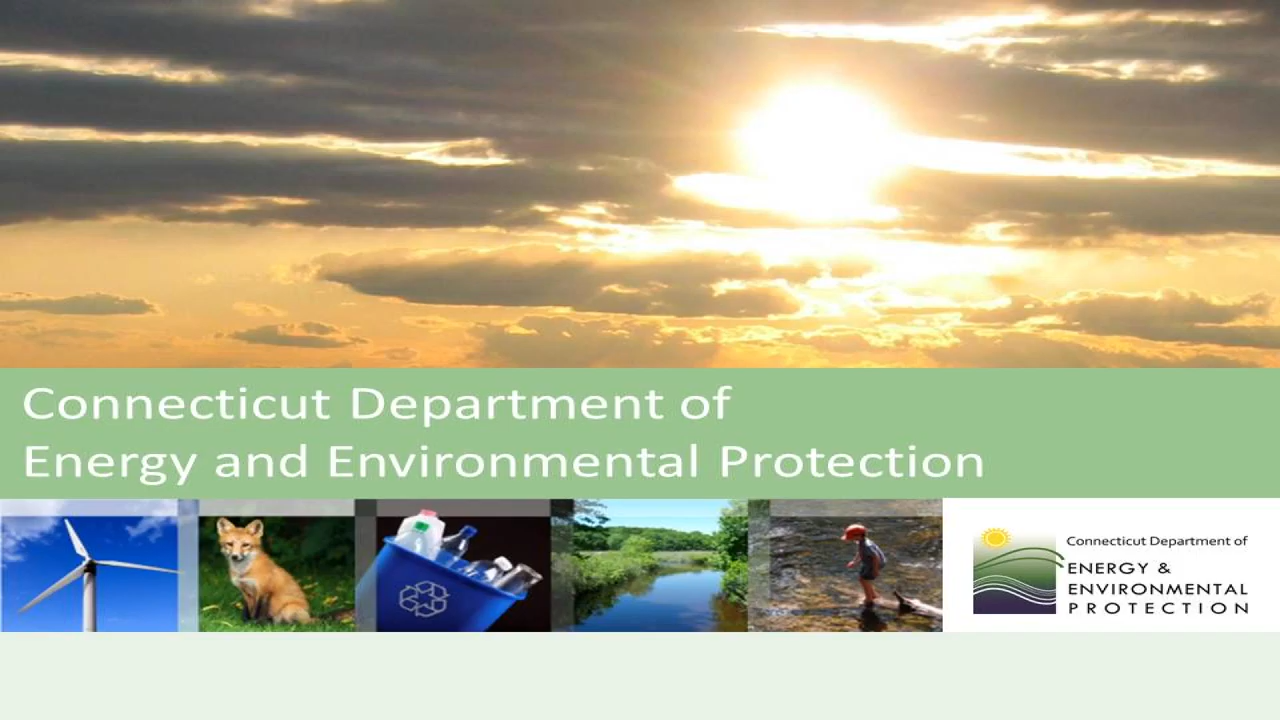 Connecticut Department of
Energy and Environmental Protection
Connecticut Department of
ENERGY &
ENVIRONMENTAL
PROTECTION